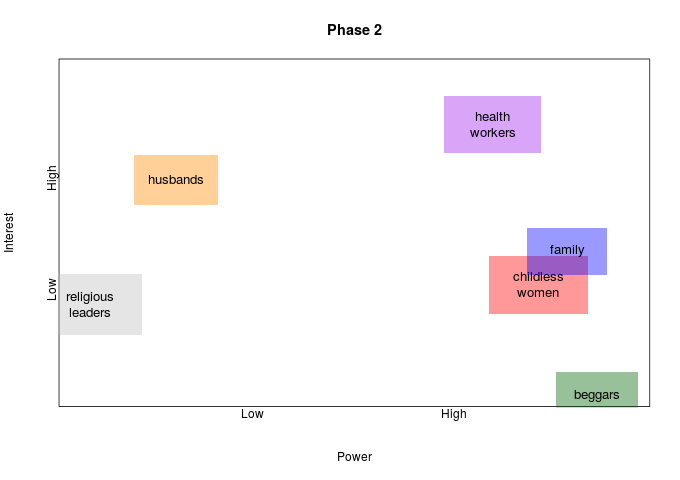 Phase 2
health
workers
High
husbands
Interest
family
childless
women
Low
religious
leaders
beggars
Low
High
Power